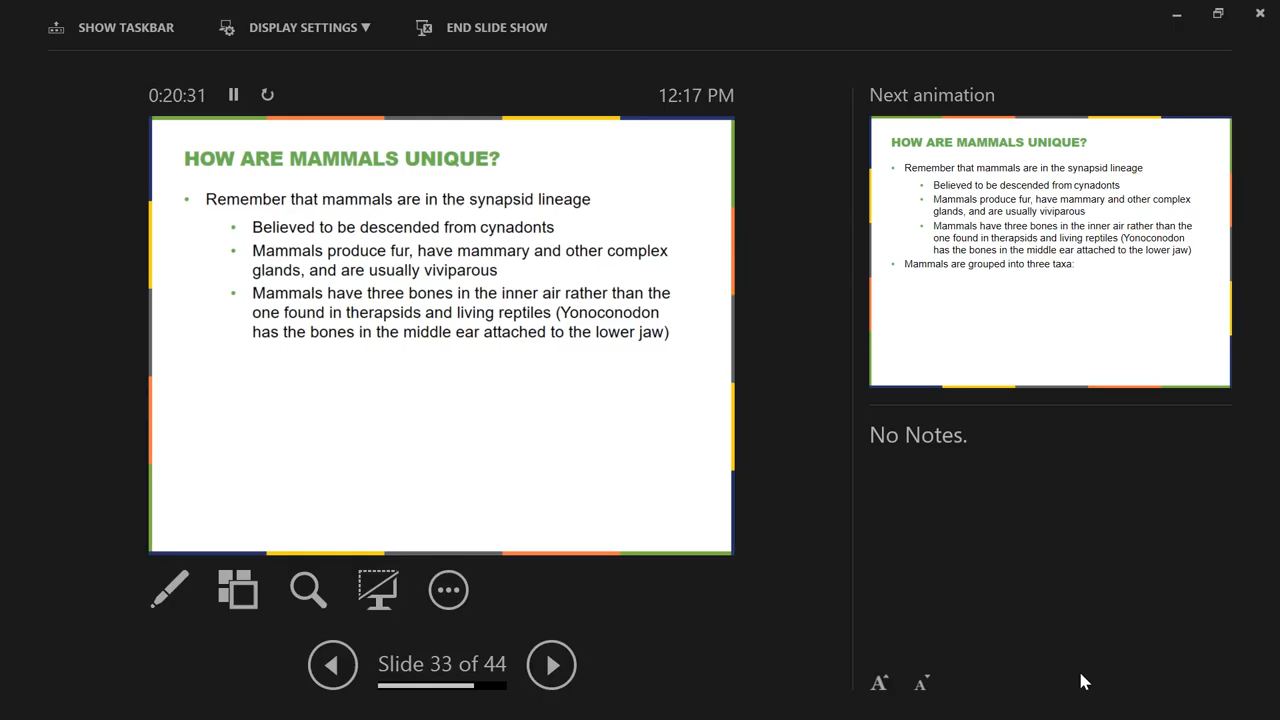 SHOW TASKBAR
DISPLAY SETTINGS ▼
END SLIDE SHOW
0:20:31
12:17 PM
HOW ARE MAMMALS UNIQUE?
• Remember that mammals are in the synapsid lineage
• Believed to be descended from cynadonts
• Mammals produce fur, have mammary and other complex
glands, and are usually viviparous
• Mammals have three bones in the inner air rather than the
one found in therapsids and living reptiles (Yonoconodon
has the bones in the middle ear attached to the lower jaw)
Slide 33 of 44
Next animation
HOW ARE MAMMALS UNIQUE?
• Remember that mammals are in the synapsid lineage
• Believed to be descended from cynadonts
• Mammals produce fur, have mammary and other complex
glands, and are usually viviparous
• Mammals have three bones in the inner air rather than the
one found in therapsids and living reptiles (Yonoconodon
has the bones in the middle ear attached to the lower jaw)
• Mammals are grouped into three taxa:
No Notes.
A A